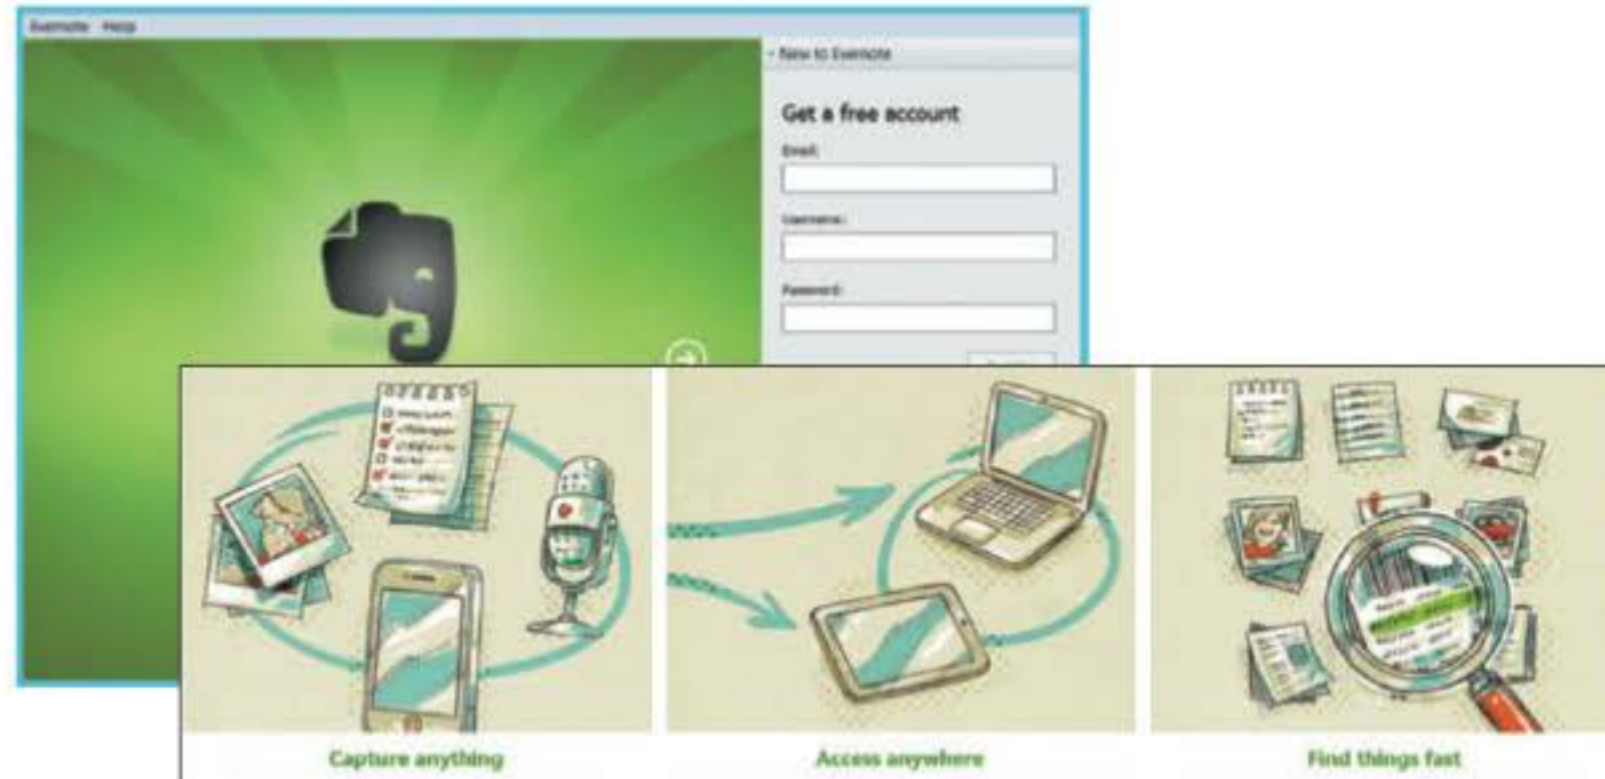 Evernote Help
New to Evernote
Get a free account
Email:
Username:
Password:
Capture anything
Access anywhere
Find things fast